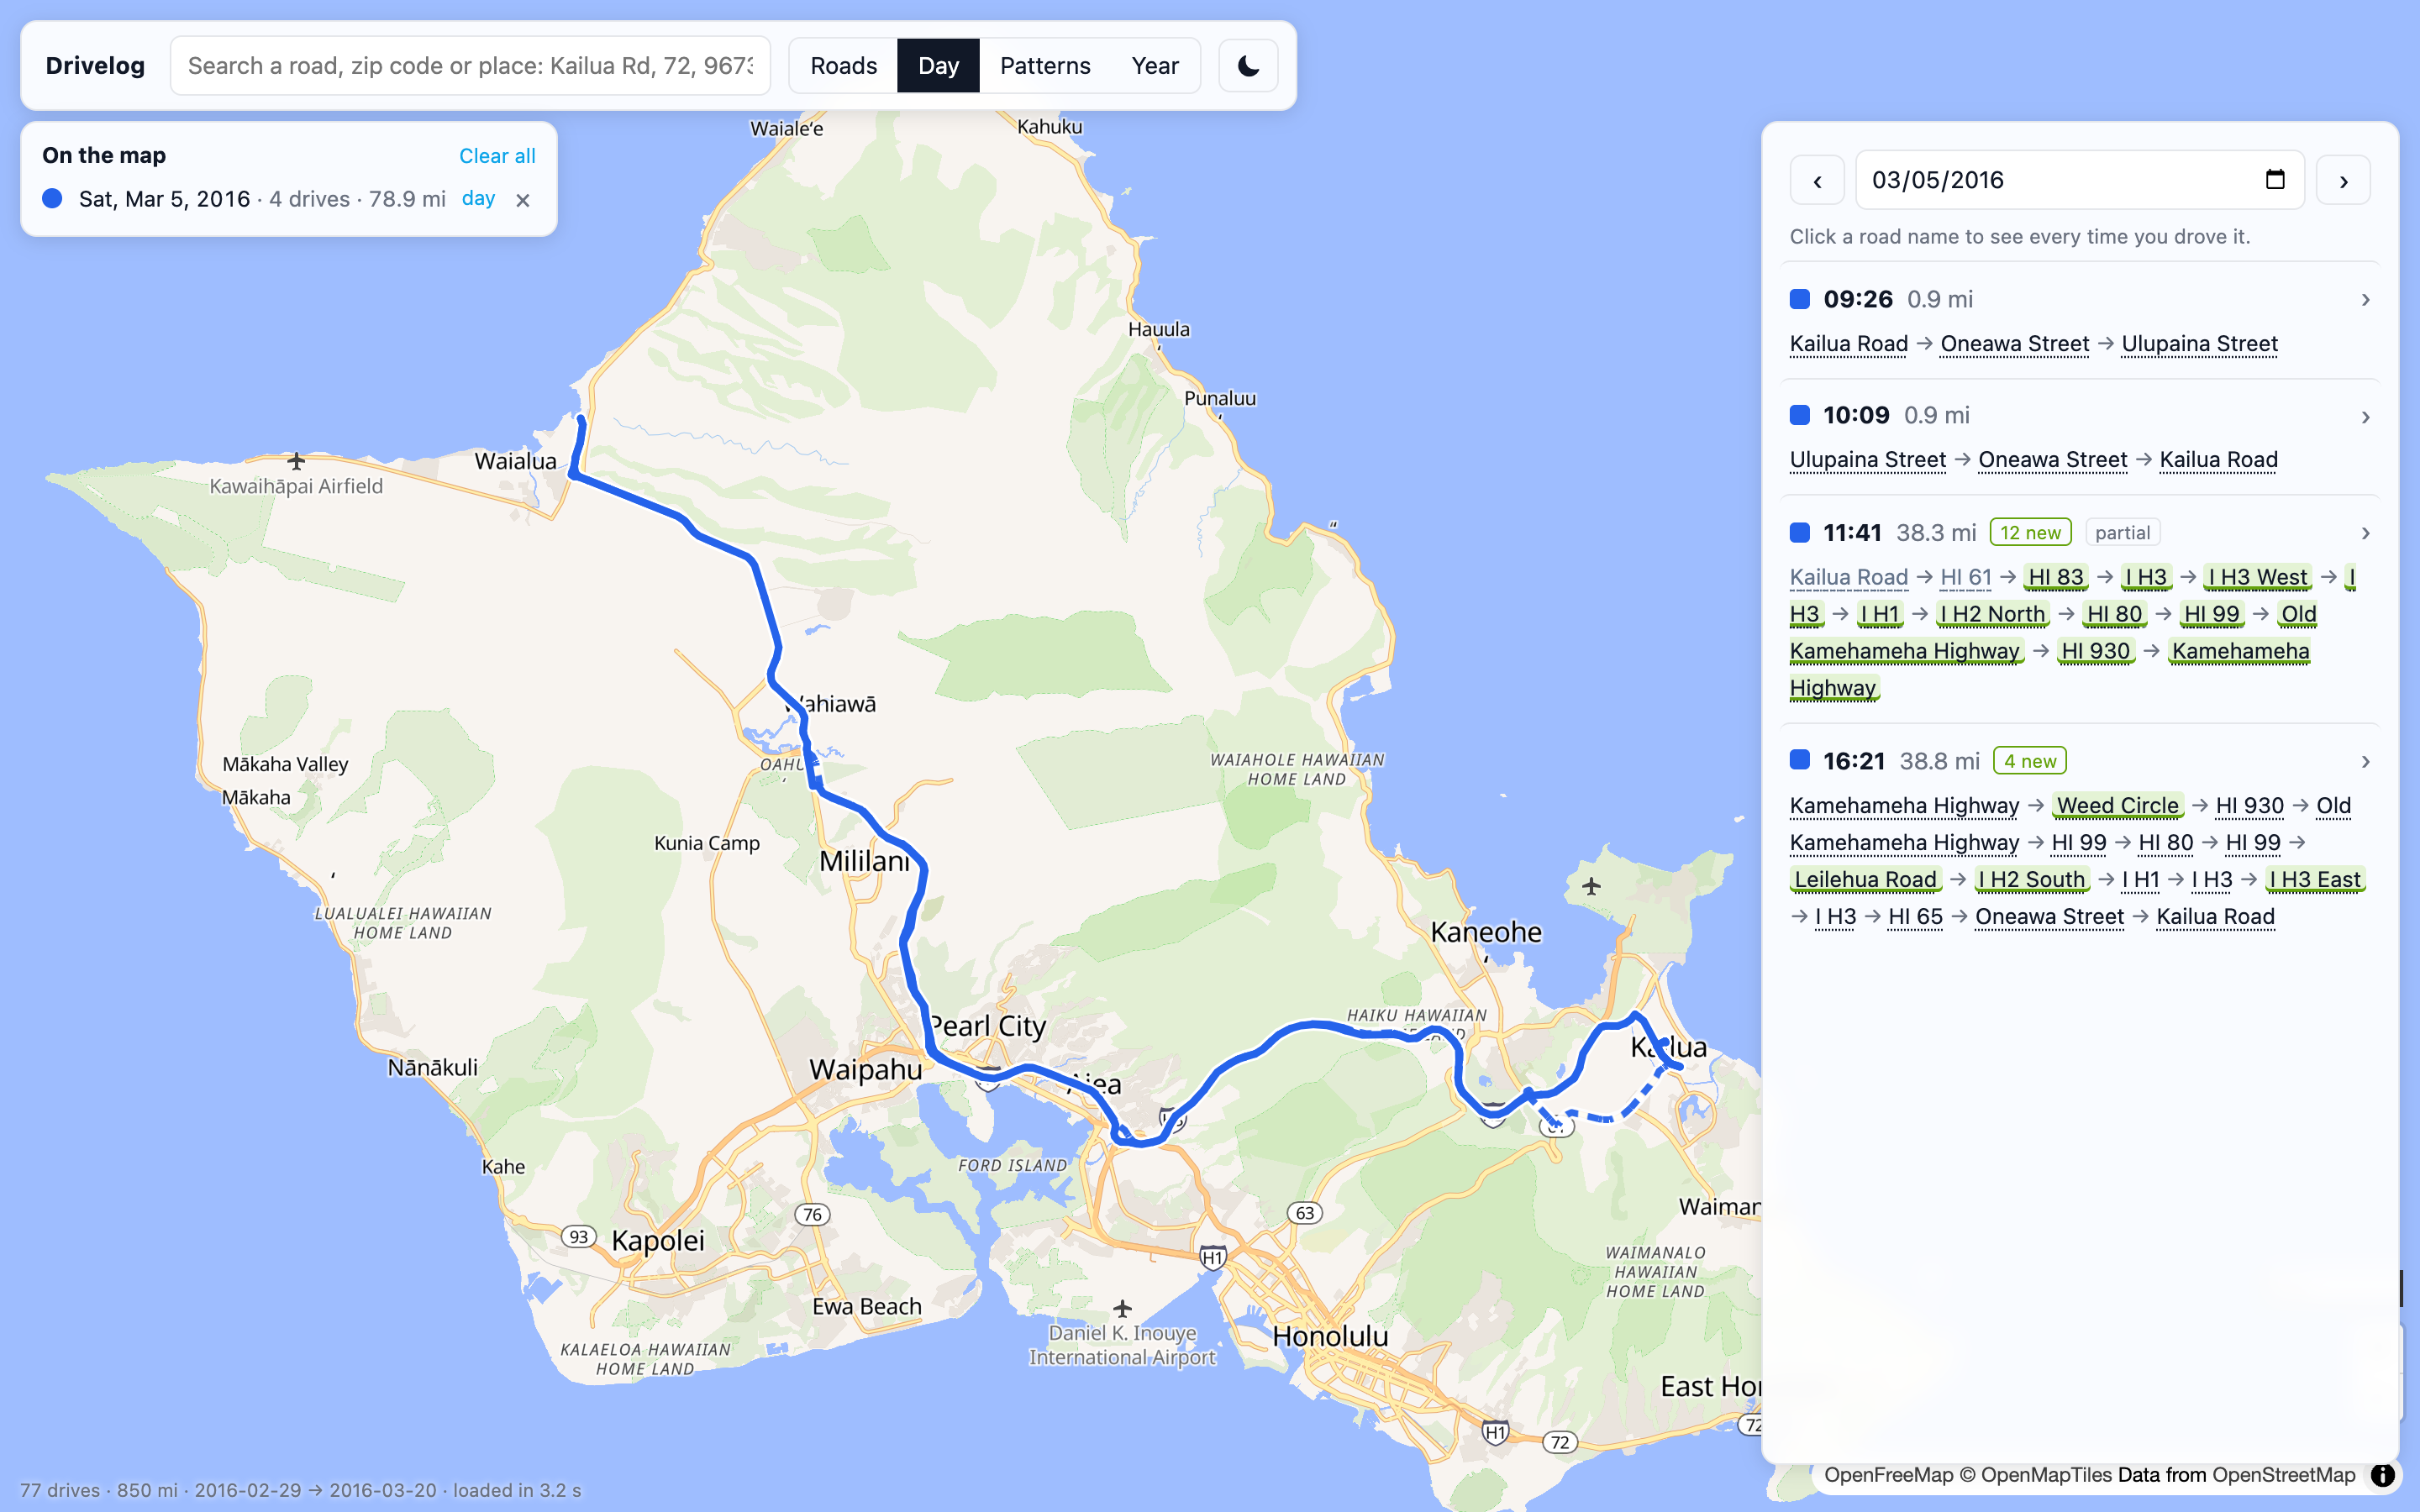 Drivelog
Search a road, zip code or place: Kailua Rd, 72, 967
Roads
Day
Patterns
Year
On the map
Clear all
Sat, Mar 5, 2016 · 4 drives · 78.9 mi day ×
‹
03/05/2016
›
Click a road name to see every time you drove it.
09:26 0.9 mi ›
Kailua Road → Oneawa Street → Ulupaina Street
10:09 0.9 mi ›
Ulupaina Street → Oneawa Street → Kailua Road
11:41 38.3 mi 12 new partial ›
Kailua Road → HI 61 → HI 83 → I H3 → I H3 West → I
H3 → I H1 → I H2 North → HI 80 → HI 99 → Old
Kamehameha Highway → HI 930 → Kamehameha
Highway
16:21 38.8 mi 4 new ›
Kamehameha Highway → Weed Circle → HI 930 → Old
Kamehameha Highway → HI 99 → HI 80 → HI 99 →
Leilehua Road → I H2 South → I H1 → I H3 → I H3 East
→ I H3 → HI 65 → Oneawa Street → Kailua Road
Waialeʻe
Kahuku
Hauula
Punaluu
Waialua
Kawaihāpai Airfield
Wahiawā
OAHU
WAIAHOLE HAWAIIAN
HOME LAND
Mākaha Valley
Mākaha
Kunia Camp
Mililani
LUALUALEI HAWAIIAN
HOME LAND
Kaneohe
HAIKU HAWAIIAN
Pearl City
Kailua
Waipahu
Nānākuli
Aiea
61
Kahe
FORD ISLAND
Waiman
76
63
93
Kapolei
H1
WAIMANALO
HAWAIIAN
HOME LAND
Ewa Beach
Daniel K. Inouye
International Airport
Honolulu
KALAELOA HAWAIIAN
HOME LAND
East Ho
H1
72
72
77 drives · 850 mi · 2016-02-29 → 2016-03-20 · loaded in 3.2 s
OpenFreeMap © OpenMapTiles Data from OpenStreetMap